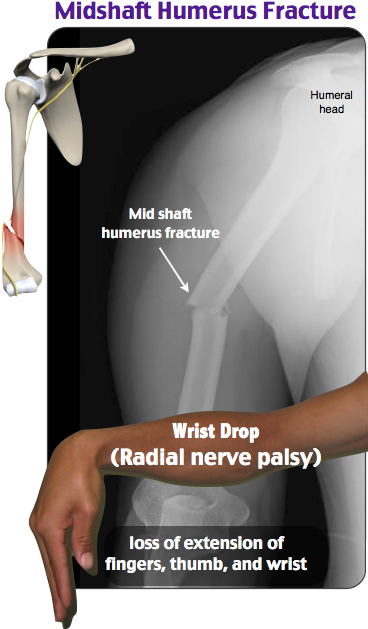 Midshaft Humerus Fracture
Humeral
head
Mid shaft
humerus fracture
Wrist Drop
(Radial nerve palsy)
loss of extension of
fingers, thumb, and wrist